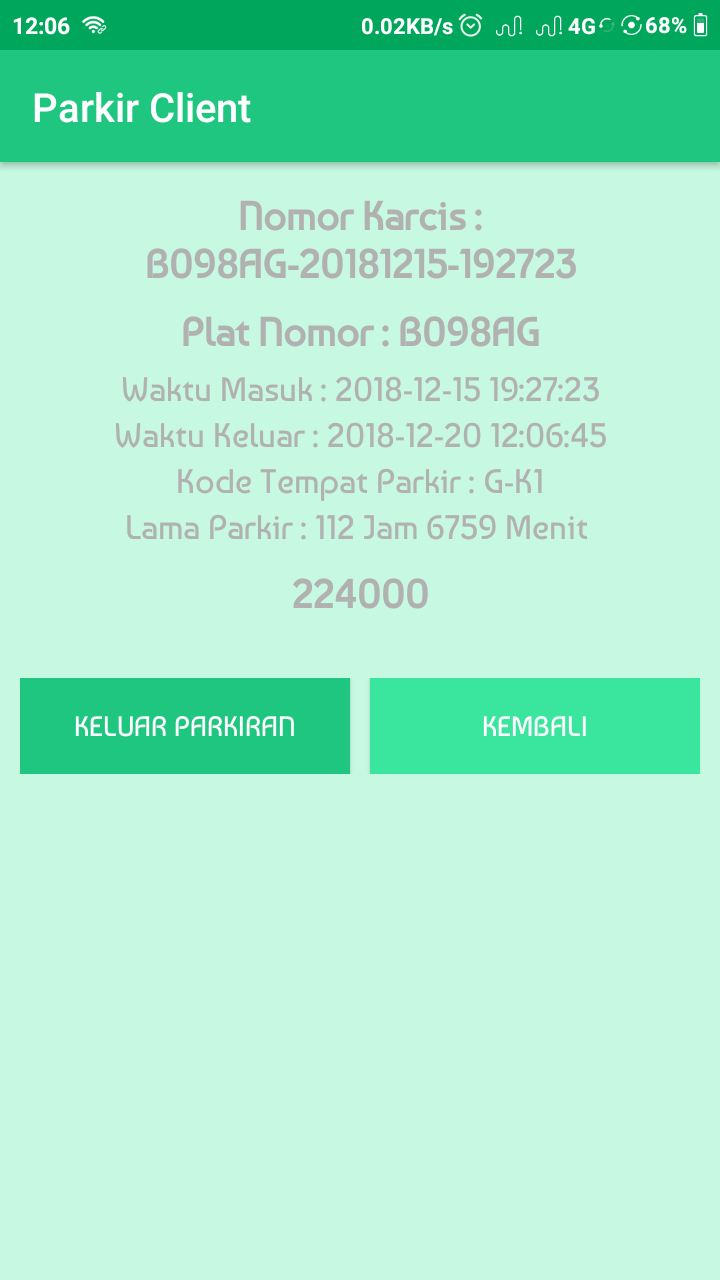 12:06 0.02KB/s 4G 68%
Parkir Client
Nomor Karcis :
B098AG-20181215-192723
Plat Nomor : B098AG
Waktu Masuk : 2018-12-15 19:27:23
Waktu Keluar : 2018-12-20 12:06:45
Kode Tempat Parkir : G-K1
Lama Parkir : 112 Jam 6759 Menit
224000
KELUAR PARKIRAN KEMBALI